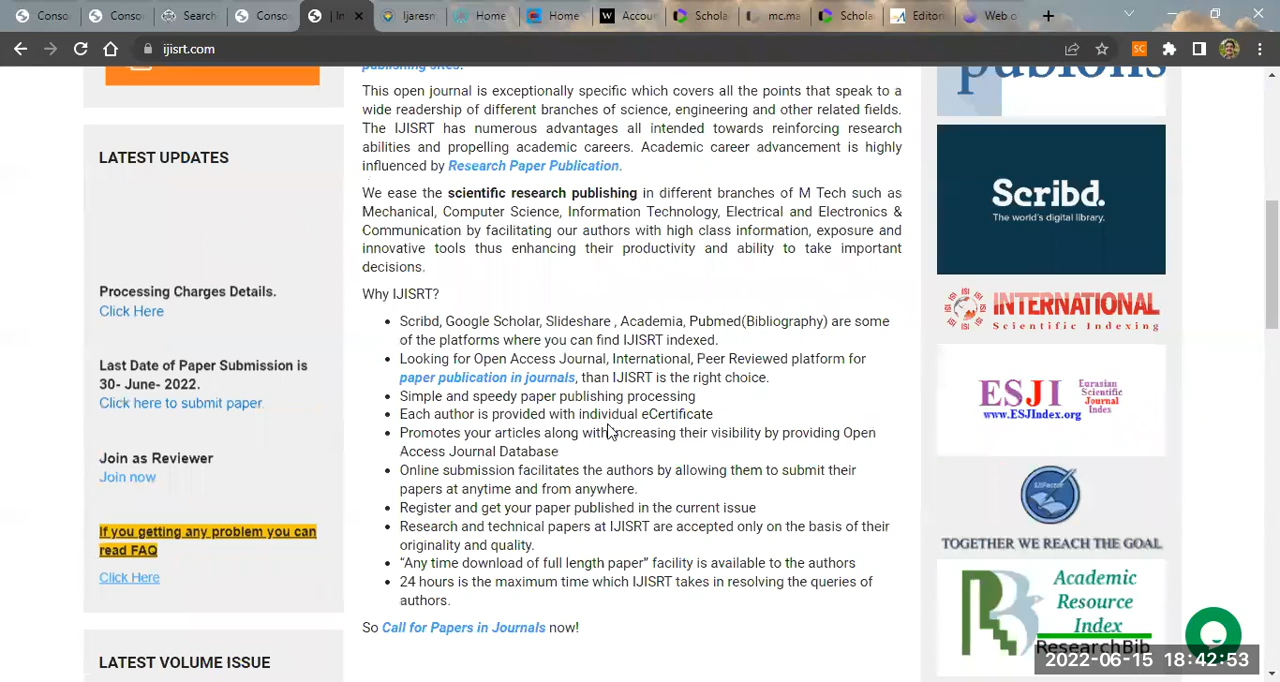 Conso
Conso
Search
Conso
In
Ijaresm
Home
Home
Accou
Schola
mc.ma
Schola
Editori
Web o
ijisrt.com
SC
LATEST UPDATES
Processing Charges Details.
Click Here
Last Date of Paper Submission is
30- June- 2022.
Click here to submit paper.
Join as Reviewer
Join now
If you getting any problem you can
read FAQ
Click Here
LATEST VOLUME ISSUE
publishing sites.
This open journal is exceptionally specific which covers all the points that speak to a
wide readership of different branches of science, engineering and other related fields.
The IJISRT has numerous advantages all intended towards reinforcing research
abilities and propelling academic careers. Academic career advancement is highly
influenced by Research Paper Publication.
We ease the scientific research publishing in different branches of M Tech such as
Mechanical, Computer Science, Information Technology, Electrical and Electronics &
Communication by facilitating our authors with high class information, exposure and
innovative tools thus enhancing their productivity and ability to take important
decisions.
Why IJISRT?
Scribd, Google Scholar, Slideshare , Academia, Pubmed(Bibliography) are some
of the platforms where you can find IJISRT indexed.
Looking for Open Access Journal, International, Peer Reviewed platform for
paper publication in journals, than IJISRT is the right choice.
Simple and speedy paper publishing processing
Each author is provided with individual eCertificate
Promotes your articles along with increasing their visibility by providing Open
Access Journal Database
Online submission facilitates the authors by allowing them to submit their
papers at anytime and from anywhere.
Register and get your paper published in the current issue
Research and technical papers at IJISRT are accepted only on the basis of their
originality and quality.
“Any time download of full length paper” facility is available to the authors
24 hours is the maximum time which IJISRT takes in resolving the queries of
authors.
So Call for Papers in Journals now!
publons
Scribd.
The world's digital library.
INTERNATIONAL
Scientific Indexing
ESJI
Eurasian
Scientific
Journal
Index
www.ESJIndex.org
TOGETHER WE REACH THE GOAL
Academic
Resource
Index
ResearchBib
2022-06-15 18:42:53